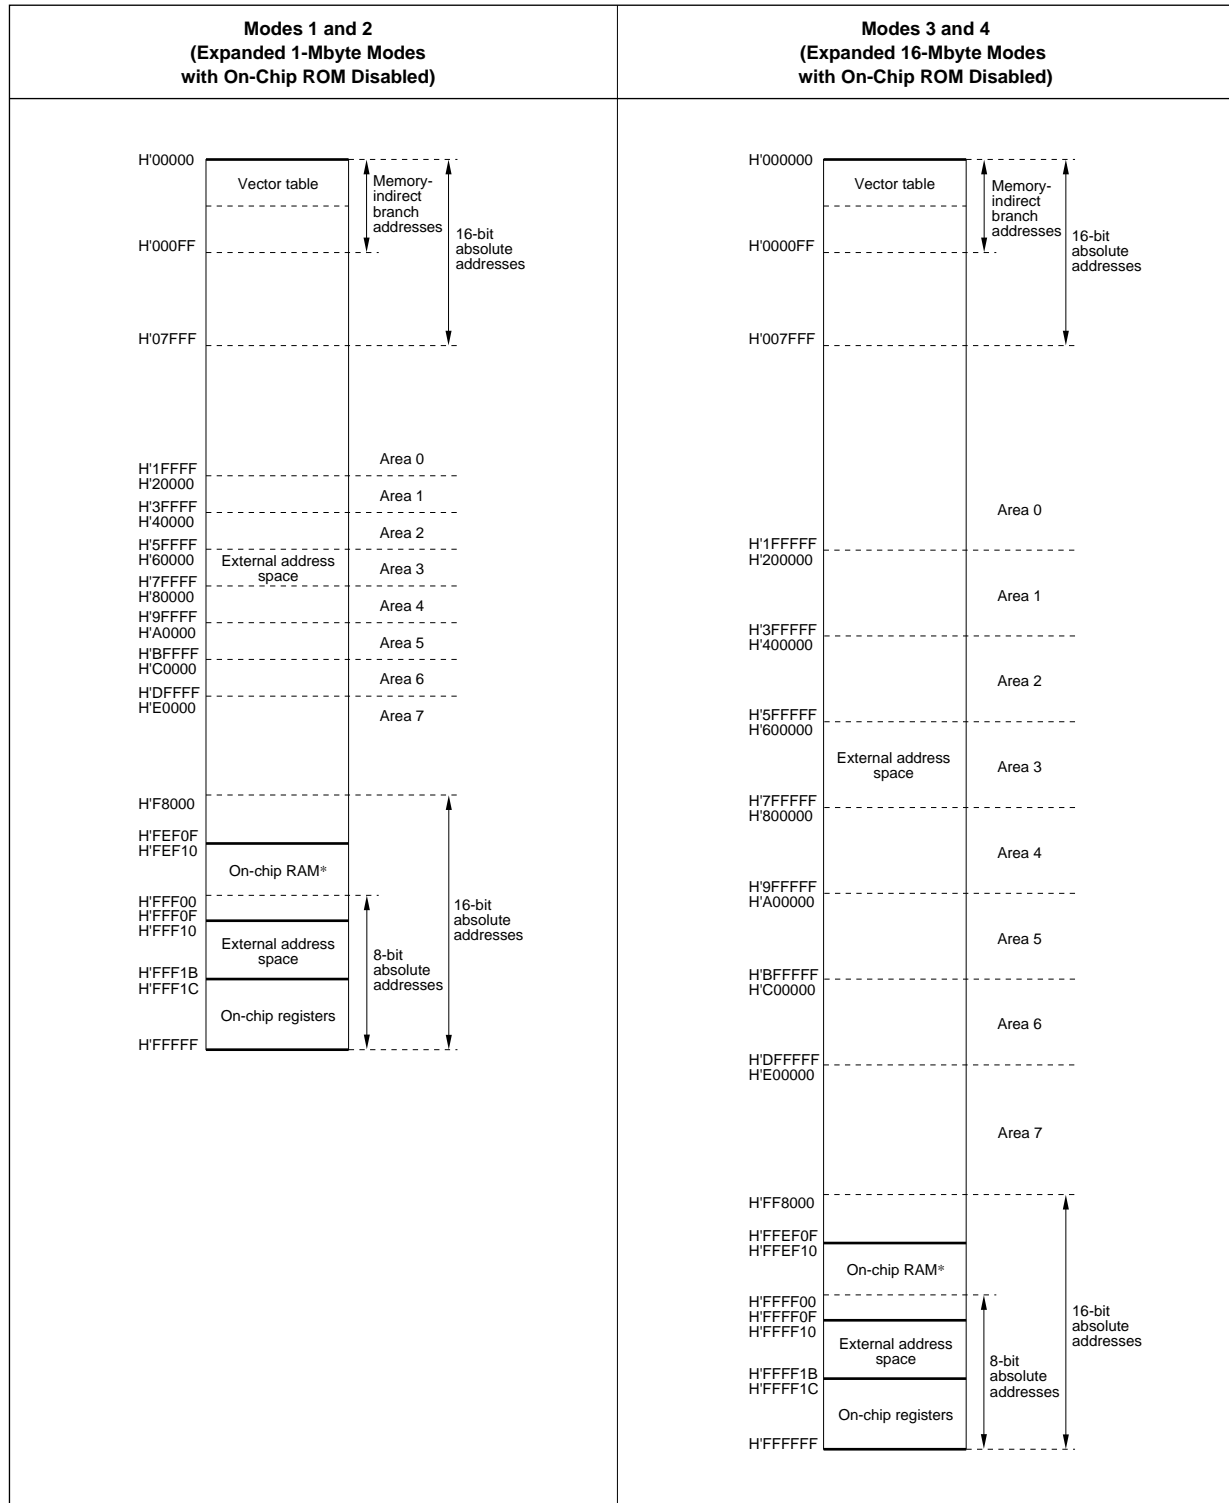 Modes 1 and 2
(Expanded 1-Mbyte Modes
with On-Chip ROM Disabled)
H'00000
Vector table
Memory-
indirect
branch
addresses
H'000FF
16-bit
absolute
addresses
H'07FFF
Area 0
H'1FFFF
H'20000
Area 1
H'3FFFF
H'40000
Area 2
H'5FFFF
H'60000
External address
space
Area 3
H'7FFFF
H'80000
Area 4
H'9FFFF
H'A0000
Area 5
H'BFFFF
H'C0000
Area 6
H'DFFFF
H'E0000
Area 7
H'F8000
H'FEF0F
H'FEF10
On-chip RAM*
H'FFF00
H'FFF0F
H'FFF10
16-bit
absolute
addresses
External address
space
8-bit
absolute
addresses
H'FFF1B
H'FFF1C
On-chip registers
H'FFFFF
Modes 3 and 4
(Expanded 16-Mbyte Modes
with On-Chip ROM Disabled)
H'000000
Vector table
Memory-
indirect
branch
addresses
H'0000FF
16-bit
absolute
addresses
H'007FFF
Area 0
H'1FFFFF
H'200000
Area 1
H'3FFFFF
H'400000
Area 2
H'5FFFFF
H'600000
External address
space
Area 3
H'7FFFFF
H'800000
Area 4
H'9FFFFF
H'A00000
Area 5
H'BFFFFF
H'C00000
Area 6
H'DFFFFF
H'E00000
Area 7
H'FF8000
H'FFEF0F
H'FFEF10
On-chip RAM*
H'FFFF00
H'FFFF0F
H'FFFF10
16-bit
absolute
addresses
External address
space
8-bit
absolute
addresses
H'FFFF1B
H'FFFF1C
On-chip registers
H'FFFFFF